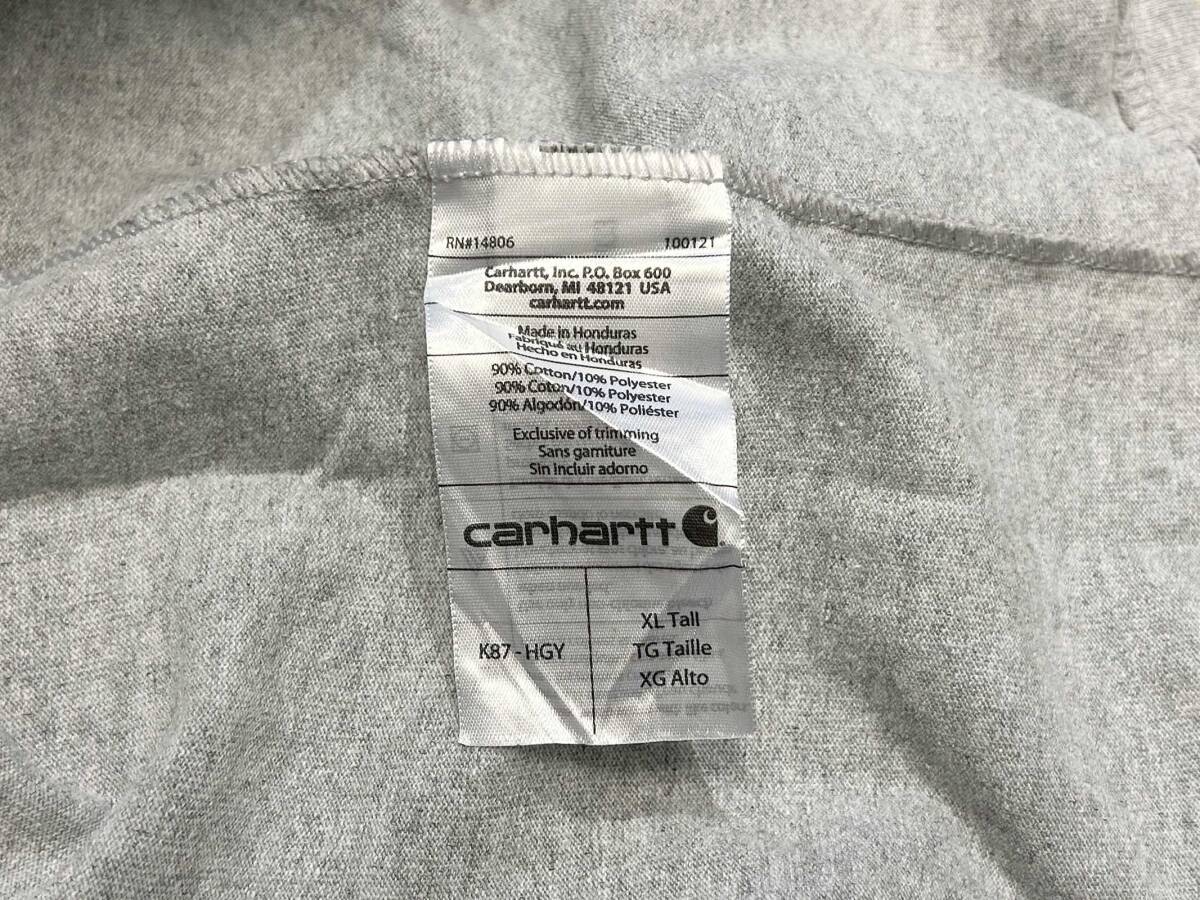 RN#14806 100121
Carhartt, Inc. P.O. Box 600
Dearborn, MI 48121 USA
carhartt.com
Made in Honduras
Fabriqué au Honduras
Hecho en Honduras
90% Cotton/10% Polyester
90% Coton/10% Polyester
90% Algodón/10% Poliéster
Exclusive of trimming
Sans garniture
Sin incluir adorno
carhartt
K87 - HGY
XL Tall
TG Taille
XG Alto